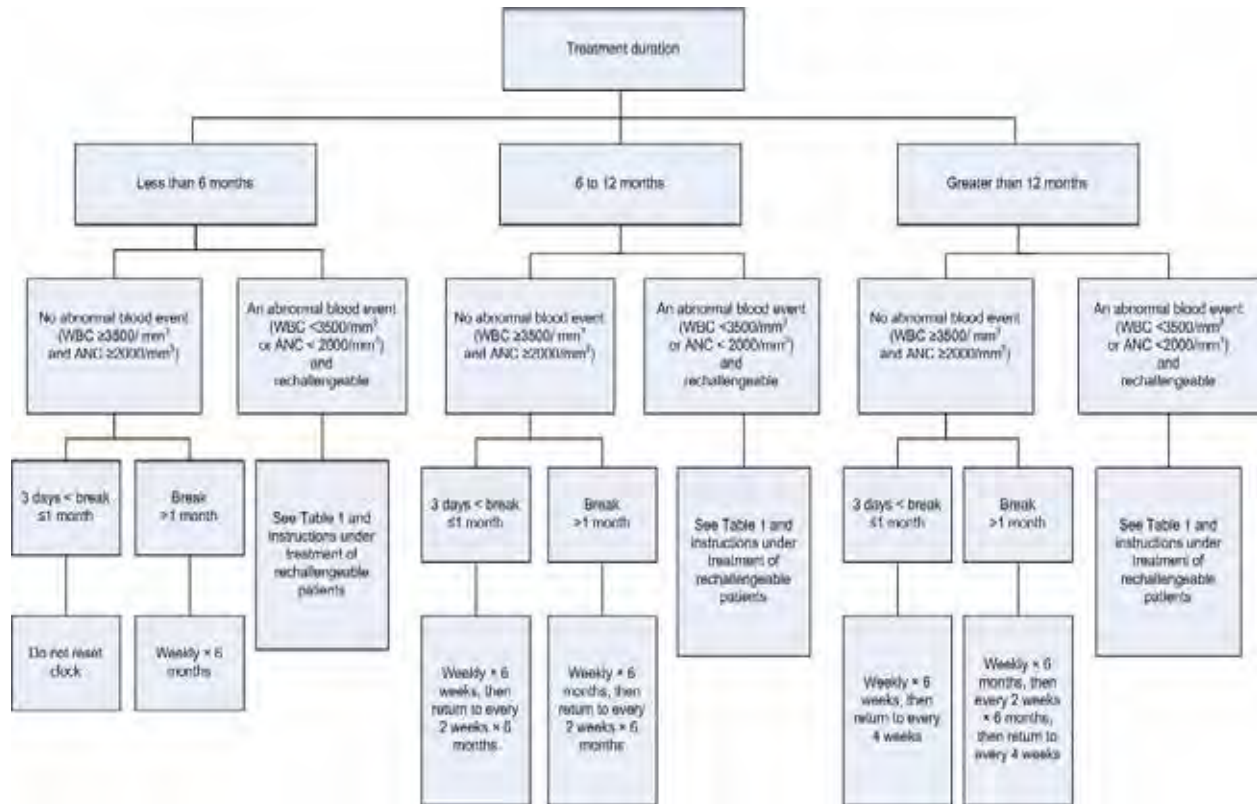 Treatment duration
Less than 6 months
6 to 12 months
Greater than 12 months
No abnormal blood event
(WBC ≥3500/ mm³
and ANC ≥2000/mm³)
An abnormal blood event
(WBC <3500/mm³
or ANC < 2000/mm³)
and
rechallengeable
No abnormal blood event
(WBC ≥3500/ mm³
and ANC ≥2000/mm³)
An abnormal blood event
(WBC <3500/mm³
or ANC < 2000/mm³)
and
rechallengeable
No abnormal blood event
(WBC ≥3500/ mm³
and ANC ≥2000/mm³)
An abnormal blood event
(WBC <3500/mm³
or ANC <2000/mm³)
and
rechallengeable
3 days < break
≤1 month
Break
>1 month
See Table 1 and
instructions under
treatment of
rechallengeable
patients
3 days < break
≤1 month
Break
>1 month
See Table 1 and
instructions under
treatment of
rechallengeable
patients
3 days < break
≤1 month
Break
>1 month
See Table 1 and
instructions under
treatment of
rechallengeable
patients
Do not reset
clock
Weekly × 6
months
Weekly × 6
weeks, then
return to every
2 weeks × 6
months.
Weekly × 6
months, then
return to every
2 weeks × 6
months
Weekly × 6
weeks, then
return to every
4 weeks
Weekly × 6
months, then
every 2 weeks
× 6 months,
then return to
every 4 weeks